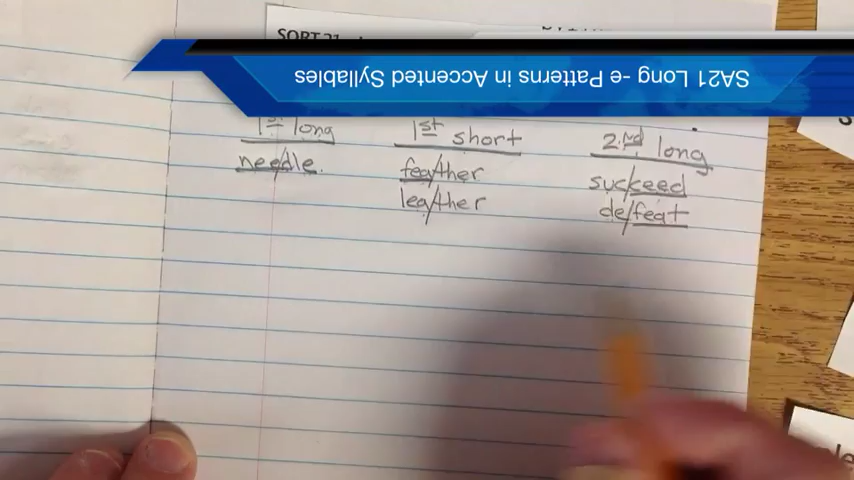 SORT 21
SA21 Long -e Patterns in Accented Syllables
1st long 1st short 2nd long
needle feather succeed
leather defeat